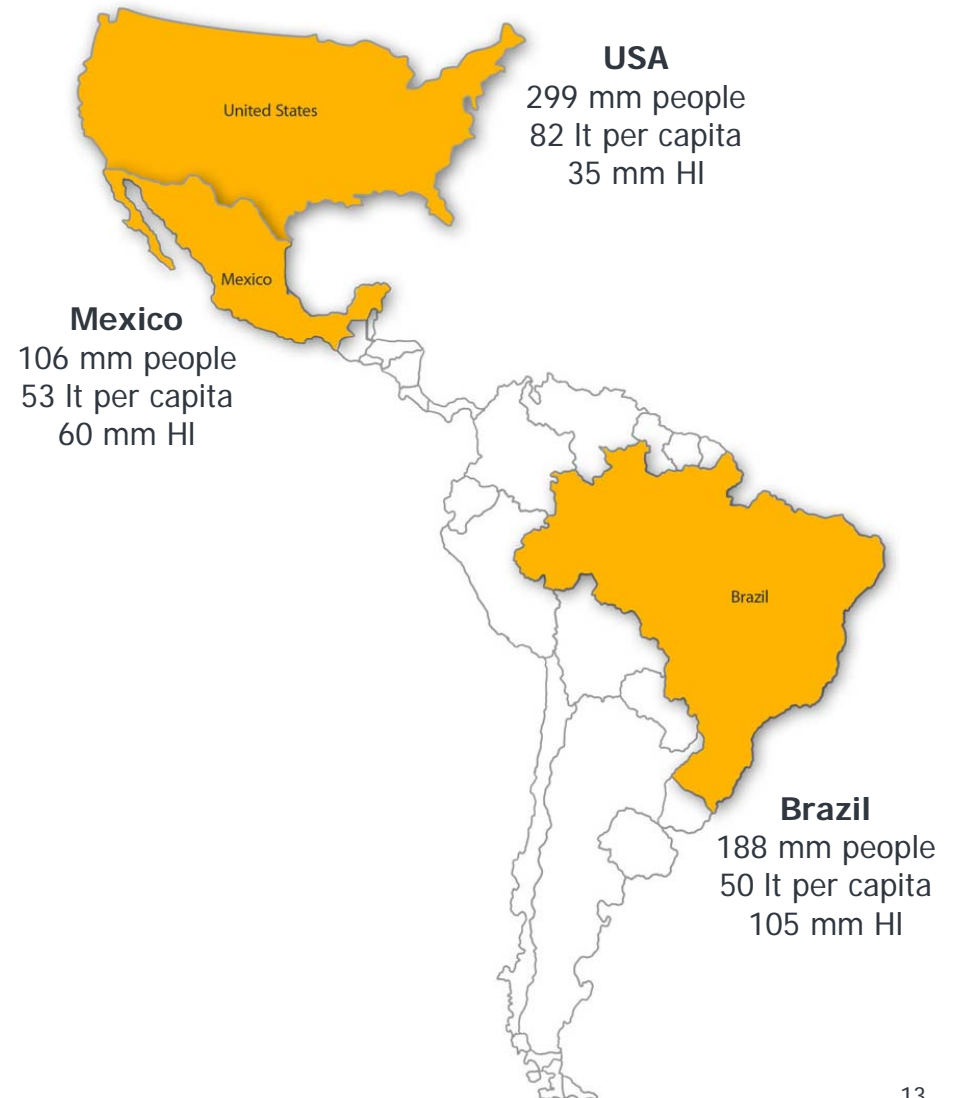 USA
299 mm people
82 lt per capita
35 mm Hl
United States
Mexico
Mexico
106 mm people
53 lt per capita
60 mm Hl
Brazil
Brazil
188 mm people
50 lt per capita
105 mm Hl
13